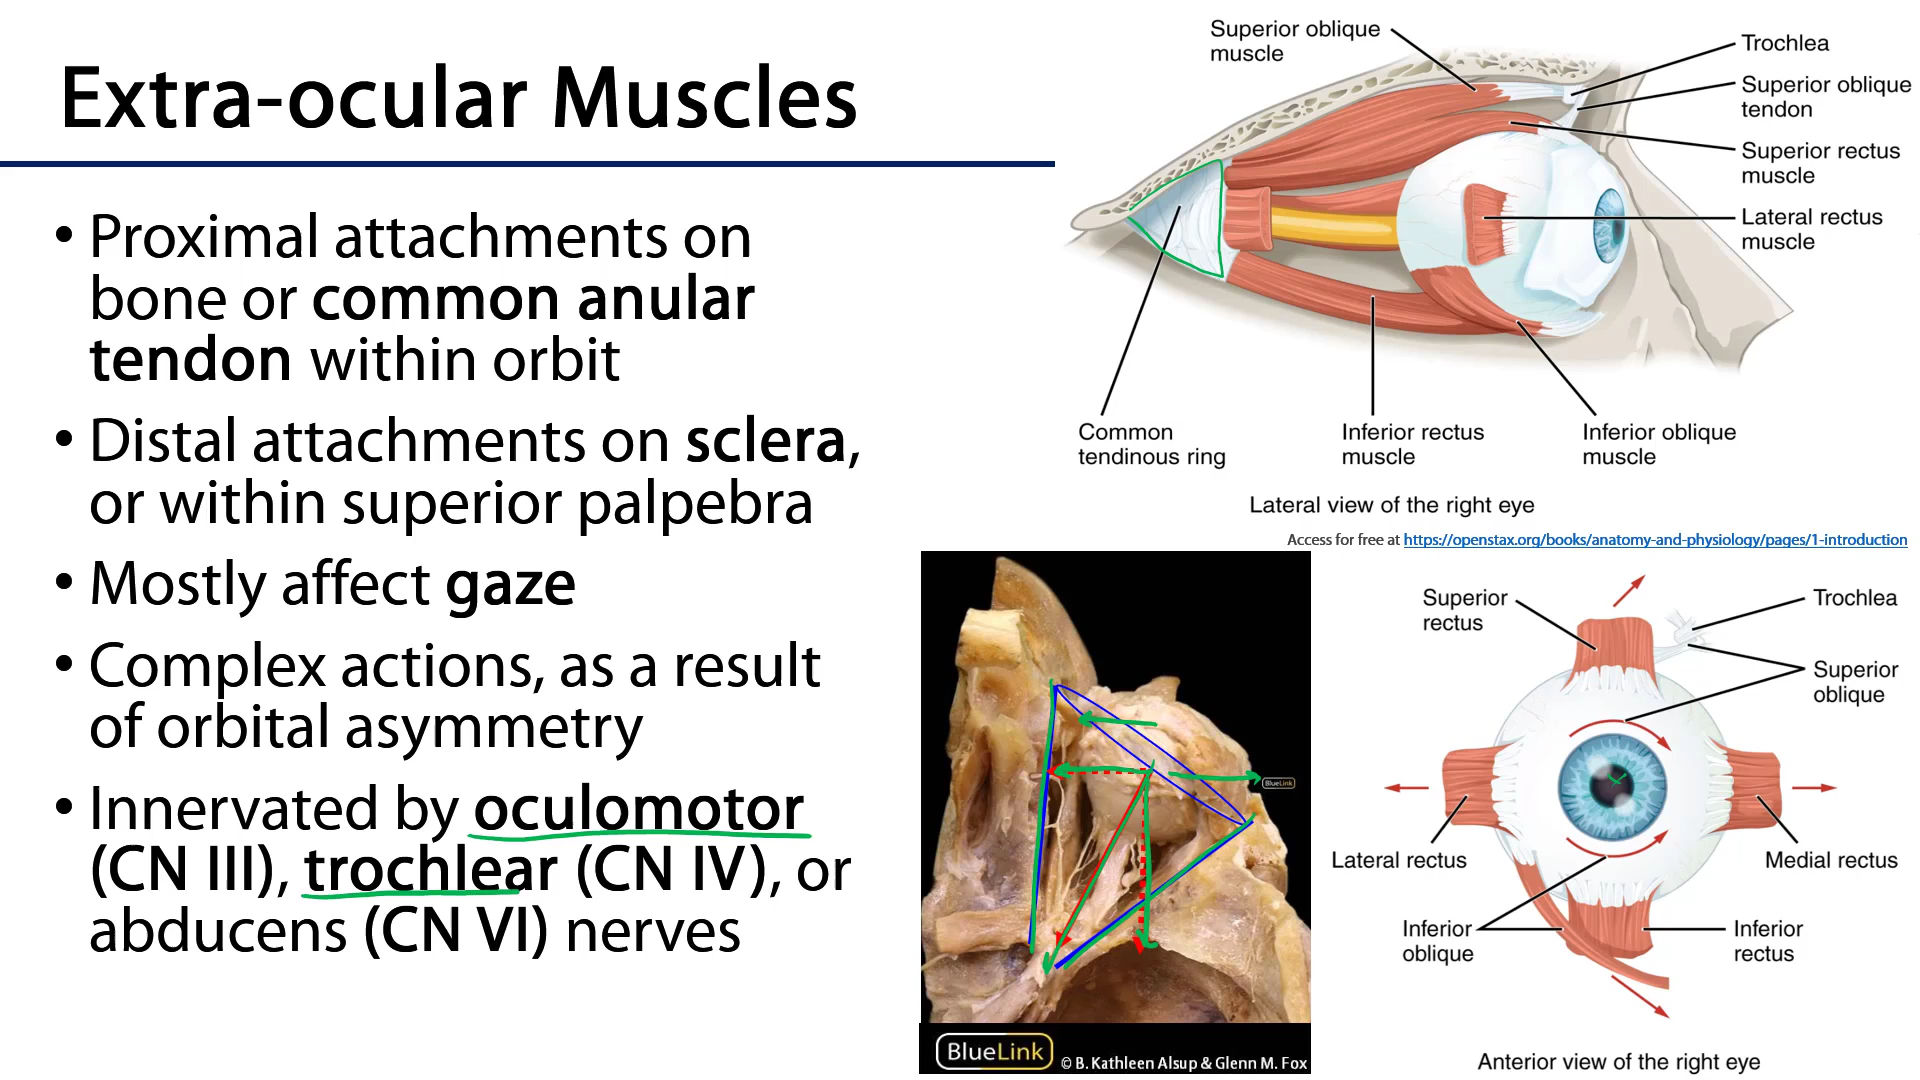 Extra-ocular Muscles
• Proximal attachments on
bone or common anular
tendon within orbit
• Distal attachments on sclera,
or within superior palpebra
• Mostly affect gaze
• Complex actions, as a result
of orbital asymmetry
• Innervated by oculomotor
(CN III), trochlear (CN IV), or
abducens (CN VI) nerves
Superior oblique
muscle
Trochlea
Superior oblique
tendon
Superior rectus
muscle
Lateral rectus
muscle
Common
tendinous ring
Inferior rectus
muscle
Inferior oblique
muscle
Lateral view of the right eye
Access for free at https://openstax.org/books/anatomy-and-physiology/pages/1-introduction
BlueLink
BlueLink
© B. Kathleen Alsup & Glenn M. Fox
Superior
rectus
Trochlea
Superior
oblique
Lateral rectus
Medial rectus
Inferior
oblique
Inferior
rectus
Anterior view of the right eye